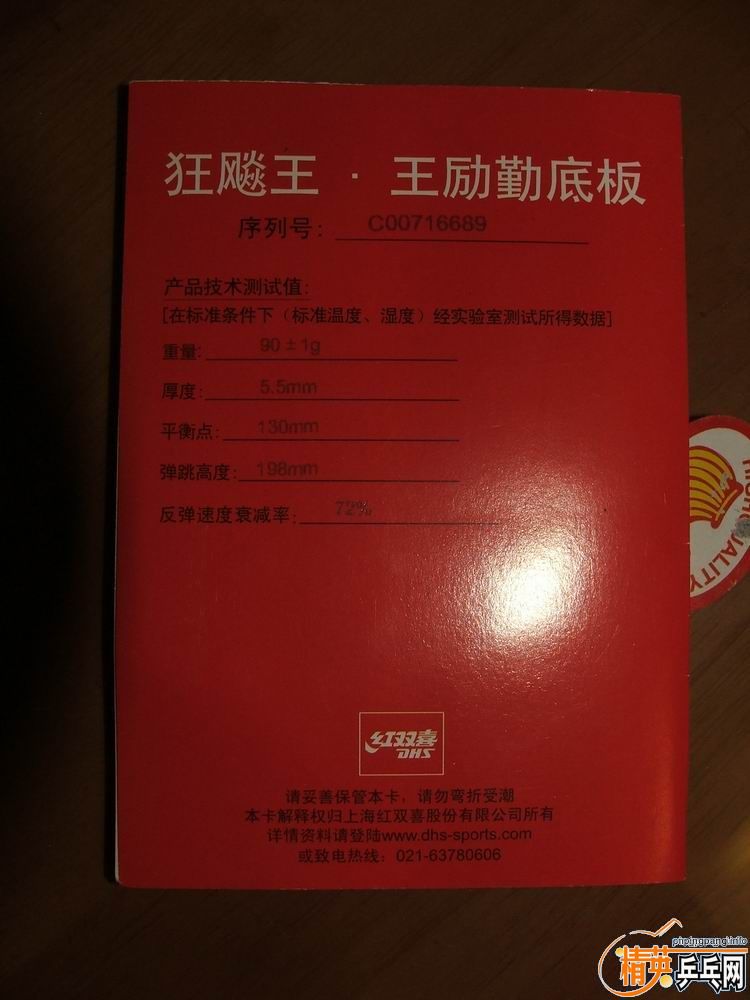 狂飚王 · 王励勤底板
序列号: C00716689
产品技术测试值:
[在标准条件下(标准温度、湿度)经实验室测试所得数据]
重量: 90±1g
厚度: 5.5mm
平衡点: 130mm
弹跳高度: 198mm
反弹速度衰减率: 72%
QUALITY
红双喜
DHS
请妥善保管本卡，请勿弯折受潮
本卡解释权归上海红双喜股份有限公司所有
详情资料请登陆www.dhs-sports.com
或致电热线: 021-63780606
pingpangwang.info
精英乒乓网